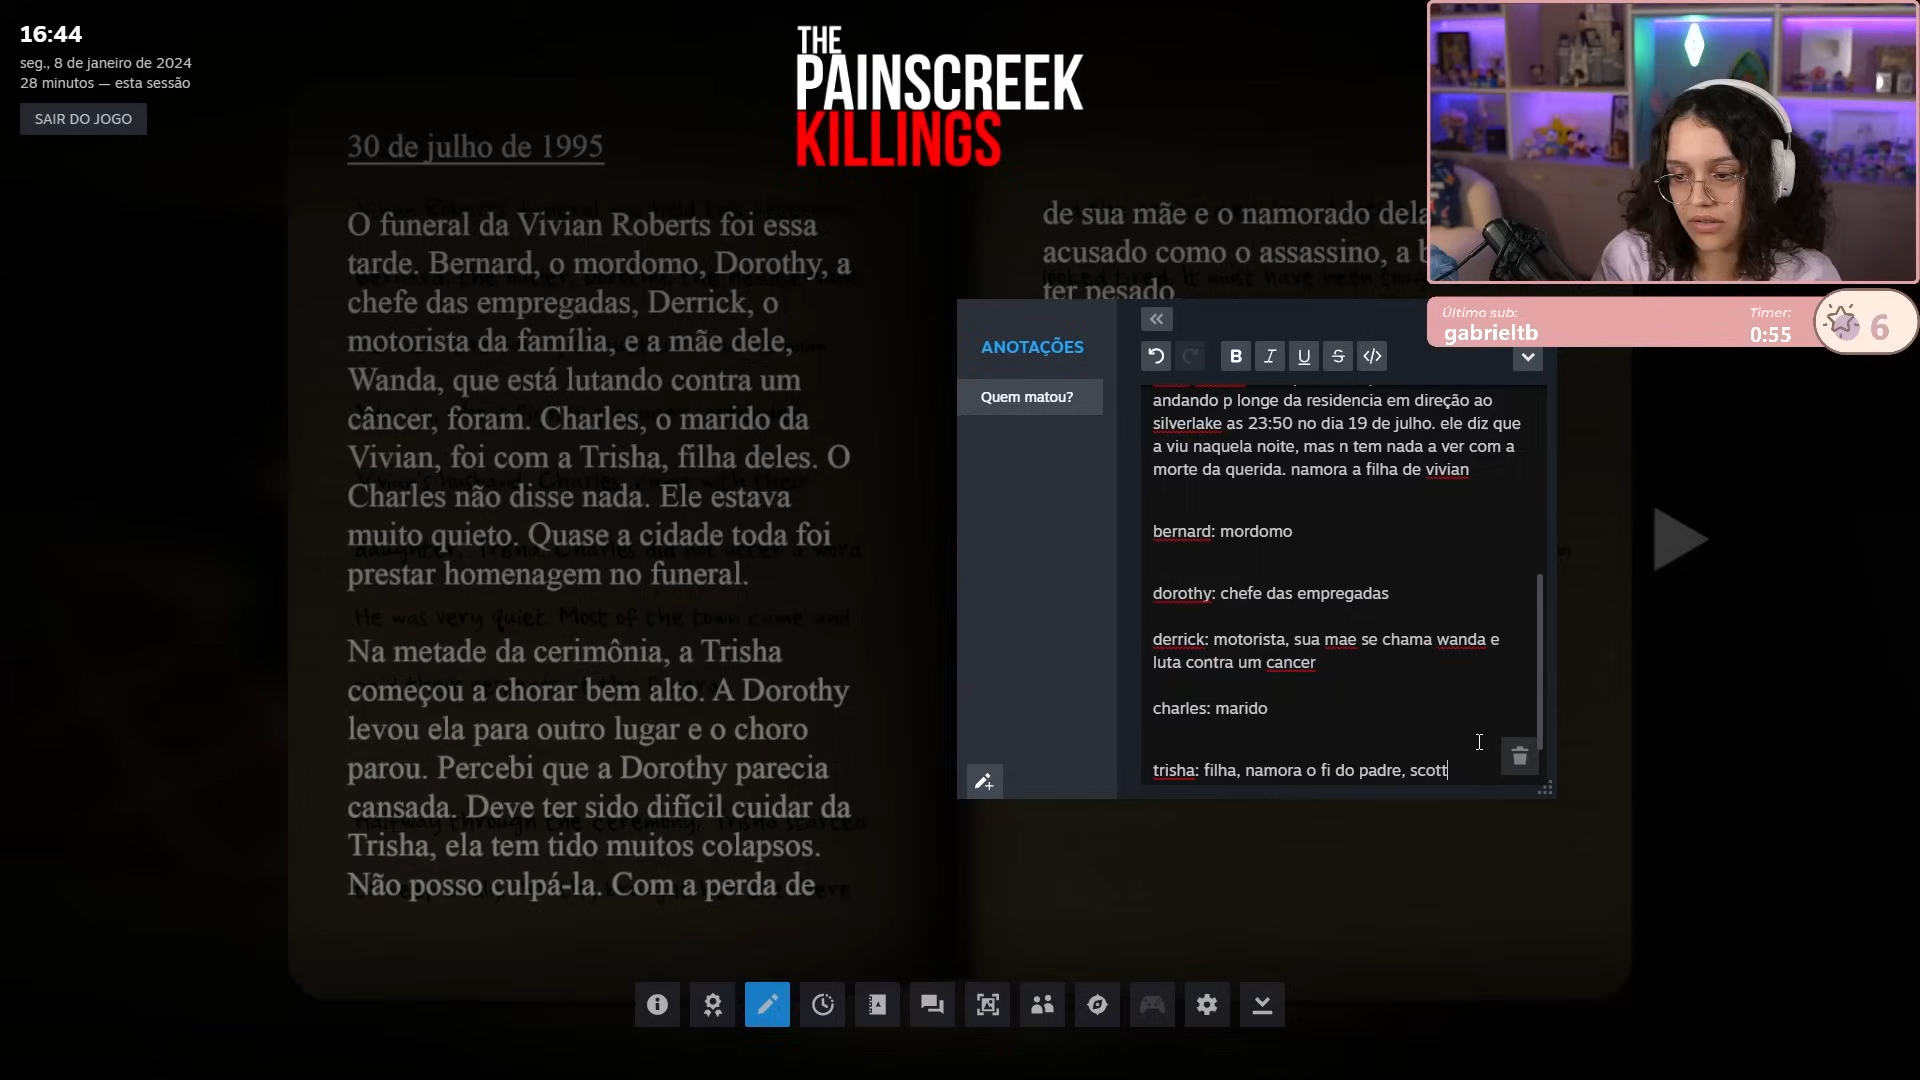 16:44
seg., 8 de janeiro de 2024
28 minutos — esta sessão
SAIR DO JOGO
THE
PAINSCREEK
KILLINGS
30 de julho de 1995
O funeral da Vivian Roberts foi essa
tarde. Bernard, o mordomo, Dorothy, a
chefe das empregadas, Derrick, o
motorista da família, e a mãe dele,
Wanda, que está lutando contra um
câncer, foram. Charles, o marido da
Vivian, foi com a Trisha, filha deles. O
Charles não disse nada. Ele estava
muito quieto. Quase a cidade toda foi
prestar homenagem no funeral.
Na metade da cerimônia, a Trisha
começou a chorar bem alto. A Dorothy
levou ela para outro lugar e o choro
parou. Percebi que a Dorothy parecia
cansada. Deve ter sido difícil cuidar da
Trisha, ela tem tido muitos colapsos.
Não posso culpá-la. Com a perda de
de sua mãe e o namorado dela
acusado como o assassino, a
ter pesado
Último sub:
gabrieltb
Timer:
0:55
6
ANOTAÇÕES
Quem matou?
B I U S </>
andando p longe da residencia em direção ao
silverlake as 23:50 no dia 19 de julho. ele diz que
a viu naquela noite, mas n tem nada a ver com a
morte da querida. namora a filha de vivian
bernard: mordomo
dorothy: chefe das empregadas
derrick: motorista, sua mae se chama wanda e
luta contra um cancer
charles: marido
trisha: filha, namora o fi do padre, scott